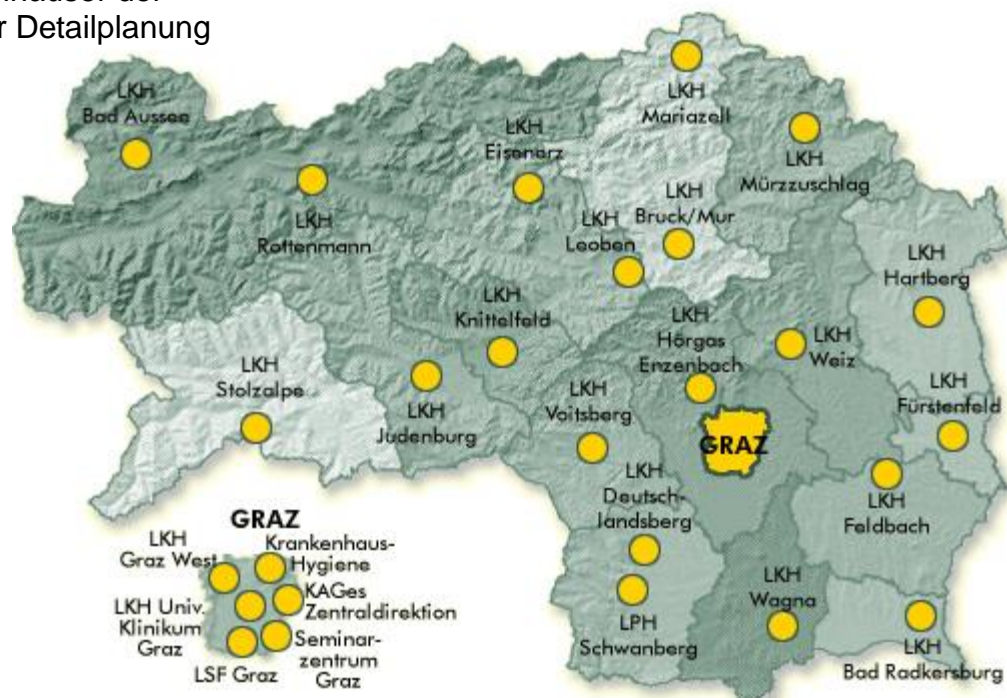 r Detailplanung
LKH
Bad Aussee
LKH
Mariazell
LKH
Eisenerz
LKH
Mürzzuschlag
LKH
Rottenmann
LKH
Bruck/Mur
LKH
Leoben
LKH
Hartberg
LKH
Knittelfeld
LKH
Hörgas
Enzenbach
LKH
Weiz
LKH
Stolzalpe
LKH
Judenburg
LKH
Voitsberg
LKH
Fürstenfeld
GRAZ
LKH
Deutsch-
landsberg
LKH
Feldbach
LPH
Schwanberg
LKH
Wagna
LKH
Bad Radkersburg
GRAZ
LKH
Graz West
Krankenhaus-
Hygiene
KAGes
Zentraldirektion
LKH Univ.
Klinikum
Graz
LSF Graz
Seminar-
zentrum
Graz